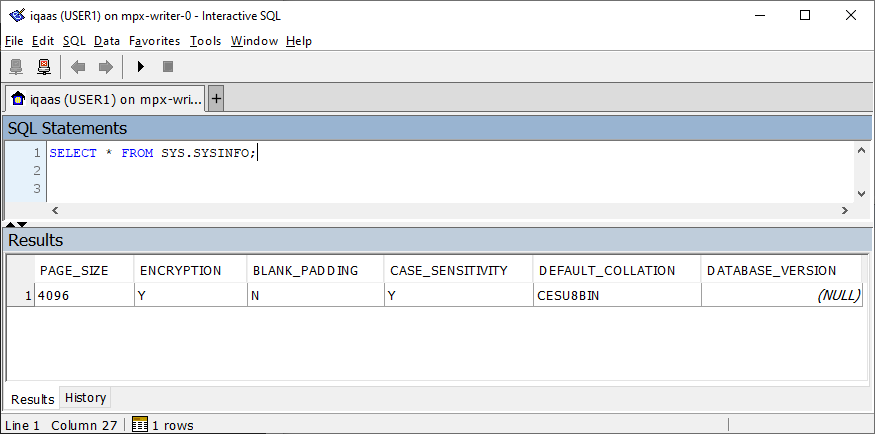 iqaas (USER1) on mpx-writer-0 - Interactive SQL
File Edit SQL Data Favorites Tools Window Help
iqaas (USER1) on mpx-wri... +
SQL Statements
1 SELECT * FROM SYS.SYSINFO;
2
3
Results
PAGE_SIZE ENCRYPTION BLANK_PADDING CASE_SENSITIVITY DEFAULT_COLLATION DATABASE_VERSION
1 4096 Y N Y CESU8BIN (NULL)
Results History
Line 1 Column 27 1 rows